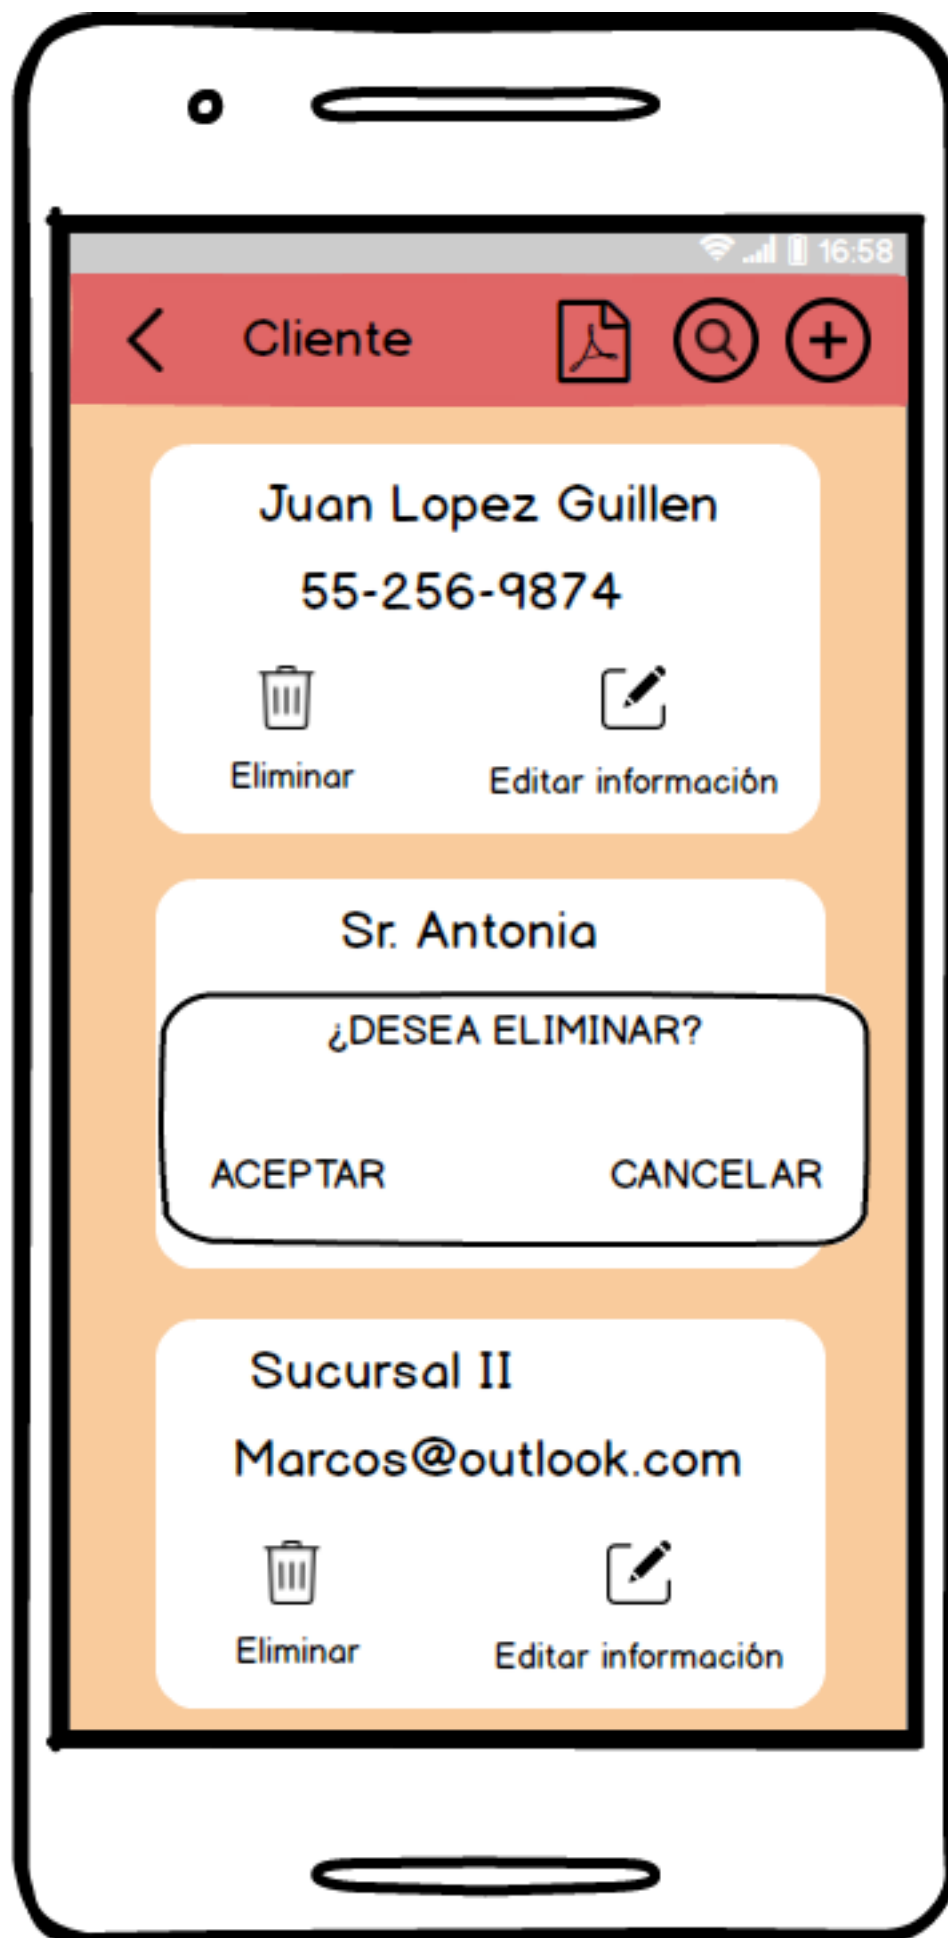 16:58
Cliente
Juan Lopez Guillen
55-256-9874
Eliminar Editar información
Sr. Antonia
¿DESEA ELIMINAR?
ACEPTAR CANCELAR
Sucursal II
Marcos@outlook.com
Eliminar Editar información